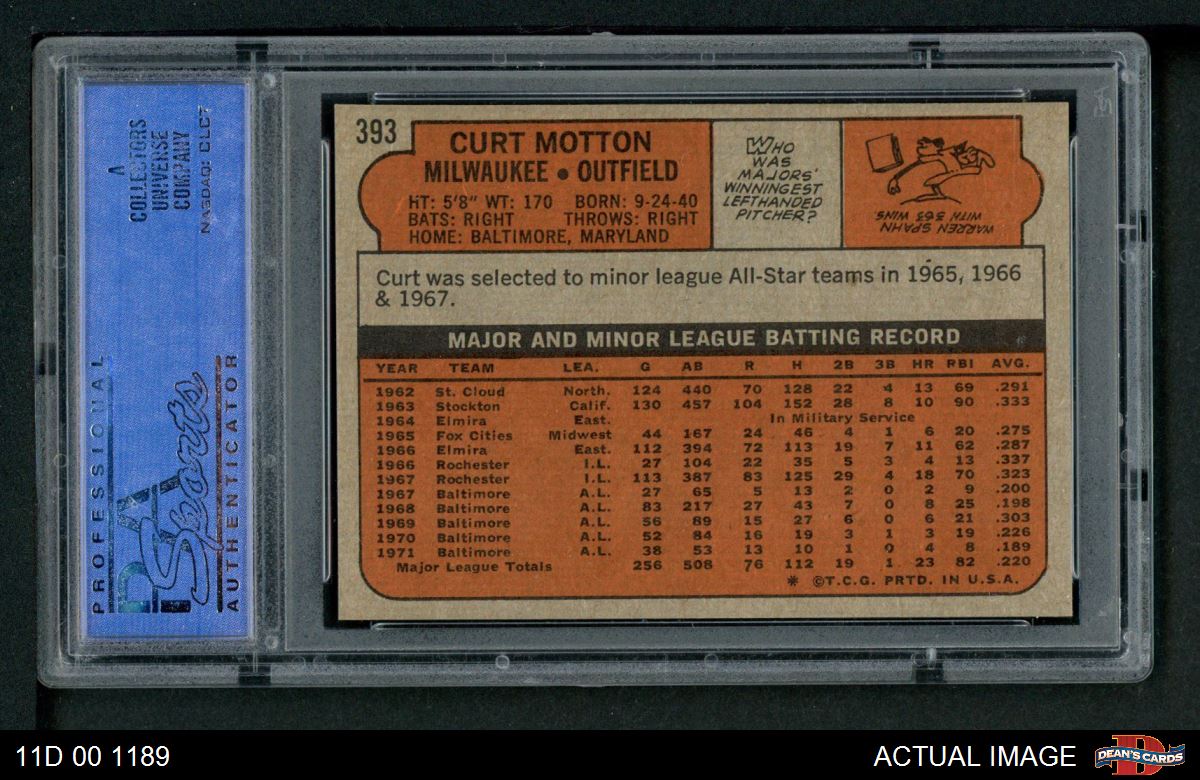 A
COLLECTORS
UNIVERSE
COMPANY
NASDAQ: CLCT
PROFESSIONAL
PSA
Sports
AUTHENTICATOR
393
CURT MOTTON
MILWAUKEE • OUTFIELD
HT: 5'8" WT: 170 BORN: 9-24-40
BATS: RIGHT THROWS: RIGHT
HOME: BALTIMORE, MARYLAND
WHO
WAS
MAJORS'
WINNINGEST
LEFTHANDED
PITCHER?
WARREN SPAHN
WITH 363 WINS
Curt was selected to minor league All-Star teams in 1965, 1966
& 1967.
MAJOR AND MINOR LEAGUE BATTING RECORD
YEAR TEAM LEA. G AB R H 2B 3B HR RBI AVG.
1962 St. Cloud North. 124 440 70 128 22 4 13 69 .291
1963 Stockton Calif. 130 457 104 152 28 8 10 90 .333
1964 Elmira East. In Military Service
1965 Fox Cities Midwest 44 167 24 46 4 1 6 20 .275
1966 Elmira East. 112 394 72 113 19 7 11 62 .287
1966 Rochester I.L. 27 104 22 35 5 3 4 13 .337
1967 Rochester I.L. 113 387 83 125 29 4 18 70 .323
1967 Baltimore A.L. 27 65 5 13 2 0 2 9 .200
1968 Baltimore A.L. 83 217 27 43 7 0 8 25 .198
1969 Baltimore A.L. 56 89 15 27 6 0 6 21 .303
1970 Baltimore A.L. 52 84 16 19 3 1 3 19 .226
1971 Baltimore A.L. 38 53 13 10 1 0 4 8 .189
Major League Totals 256 508 76 112 19 1 23 82 .220
* ©T.C.G. PRTD. IN U.S.A.
11D 00 1189
ACTUAL IMAGE
D
DEAN'S CARDS